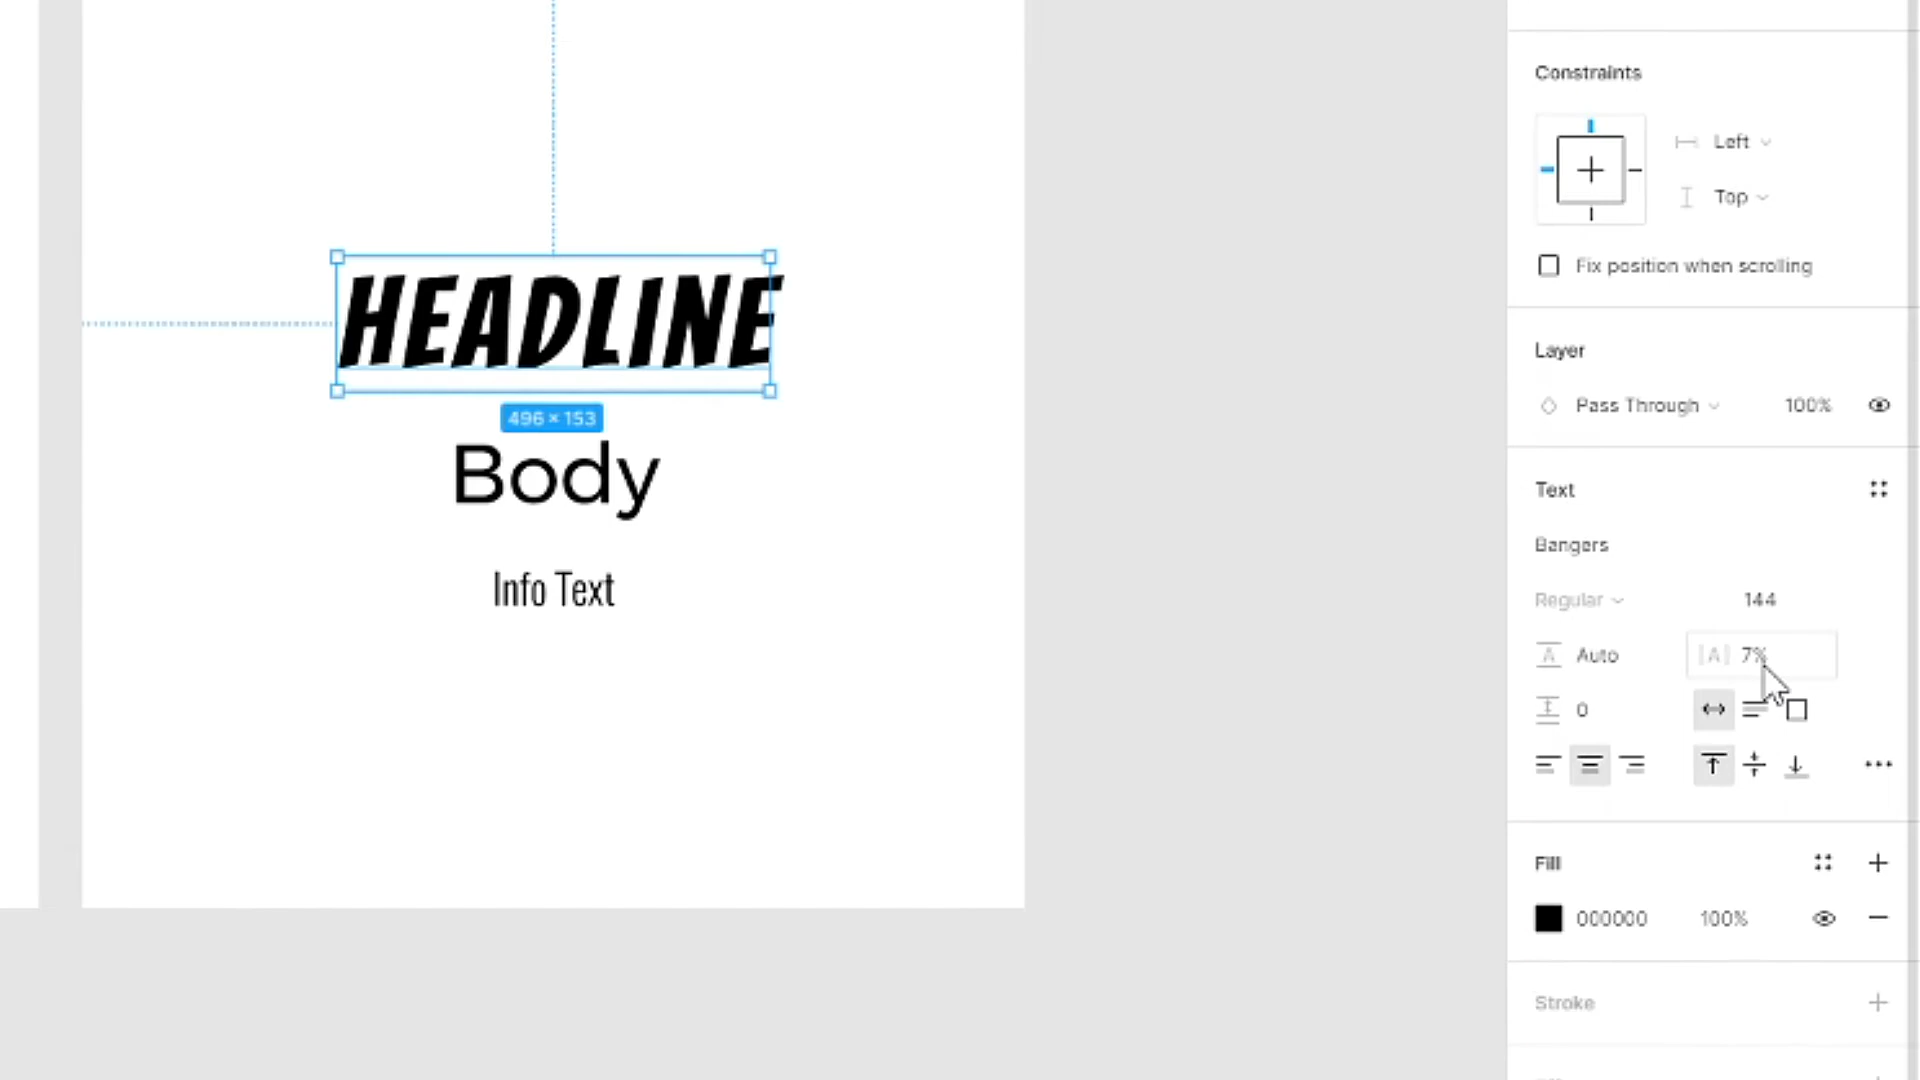 HEADLINE
496 × 153
Body
Info Text
Constraints
Left
Top
Fix position when scrolling
Layer
Pass Through 100%
Text
Bangers
Regular 144
A Auto |A| 7%
0
Fill
000000 100%
Stroke